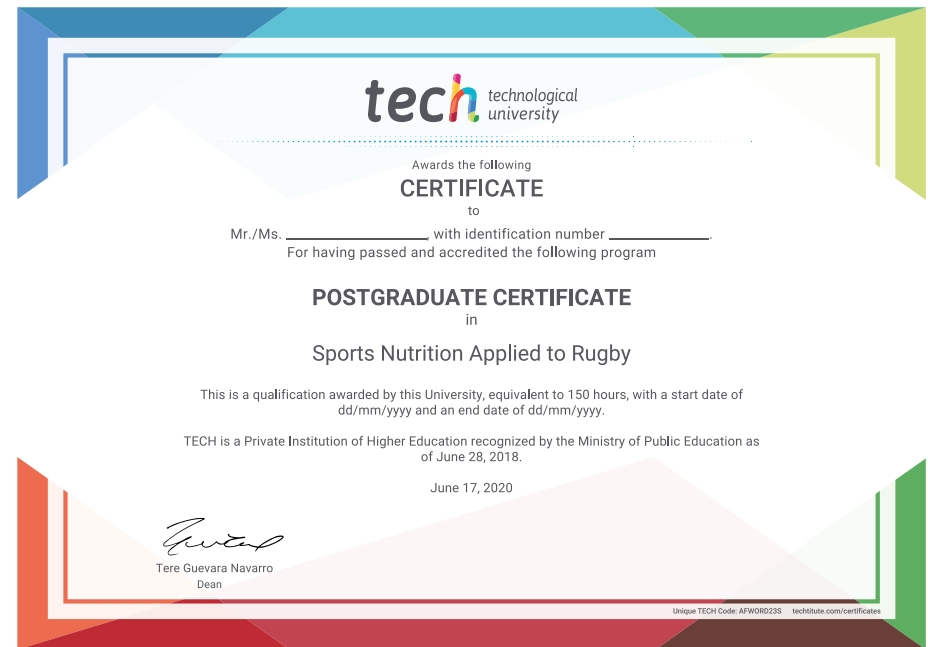 tech technological
university
Awards the following
CERTIFICATE
to
Mr./Ms. ____________________, with identification number ______________.
For having passed and accredited the following program
POSTGRADUATE CERTIFICATE
in
Sports Nutrition Applied to Rugby
This is a qualification awarded by this University, equivalent to 150 hours, with a start date of
dd/mm/yyyy and an end date of dd/mm/yyyy.
TECH is a Private Institution of Higher Education recognized by the Ministry of Public Education as
of June 28, 2018.
June 17, 2020
Tere Guevara Navarro
Dean
Unique TECH Code: AFWORD23S techtitute.com/certificates